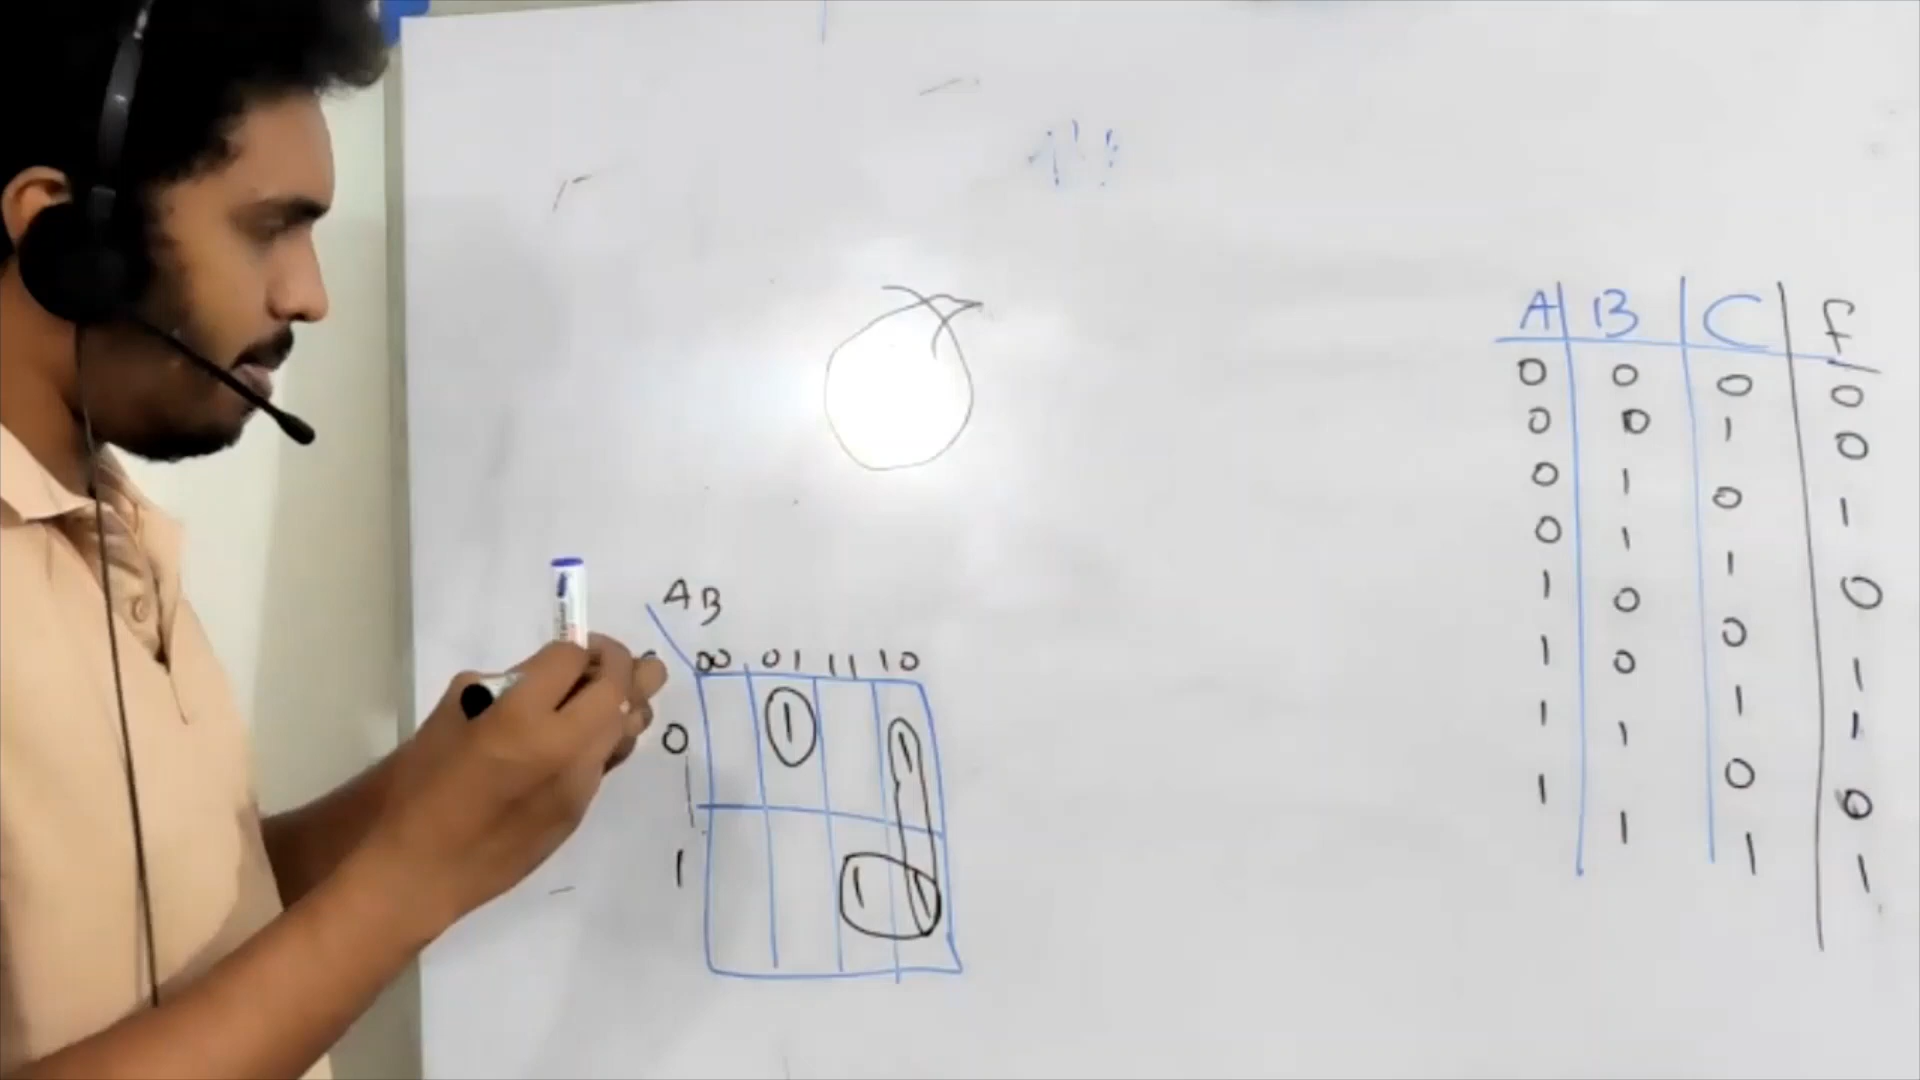 A B C f
0 0 0 0
0 0 1 0
0 1 0 1
0 1 1 0
1 0 0 1
1 0 1 1
1 1 0 0
1 1 1 1
AB
00 01 11 10
0 1 1
1 1 1